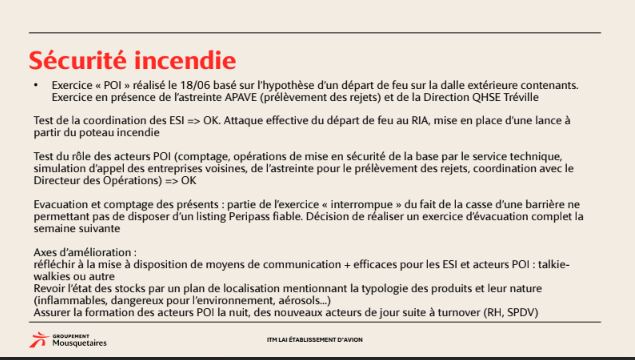 Sécurité incendie
• Exercice « POI » réalisé le 18/06 basé sur l'hypothèse d'un départ de feu sur la dalle extérieure contenants.
Exercice en présence de l'astreinte APAVE (prélèvement des rejets) et de la Direction QHSE Tréville
Test de la coordination des ESI => OK. Attaque effective du départ de feu au RIA, mise en place d'une lance à
partir du poteau incendie
Test du rôle des acteurs POI (comptage, opérations de mise en sécurité de la base par le service technique,
simulation d'appel des entreprises voisines, de l'astreinte pour le prélèvement des rejets, coordination avec le
Directeur des Opérations) => OK
Evacuation et comptage des présents : partie de l'exercice « interrompue » du fait de la casse d'une barrière ne
permettant pas de disposer d'un listing Peripass fiable. Décision de réaliser un exercice d'évacuation complet la
semaine suivante
Axes d'amélioration :
réfléchir à la mise à disposition de moyens de communication + efficaces pour les ESI et acteurs POI : talkie-
walkies ou autre
Revoir l'état des stocks par un plan de localisation mentionnant la typologie des produits et leur nature
(inflammables, dangereux pour l'environnement, aérosols...)
Assurer la formation des acteurs POI la nuit, des nouveaux acteurs de jour suite à turnover (RH, SPDV)
GROUPEMENT
Mousquetaires
ITM LAI ÉTABLISSEMENT D'AVION